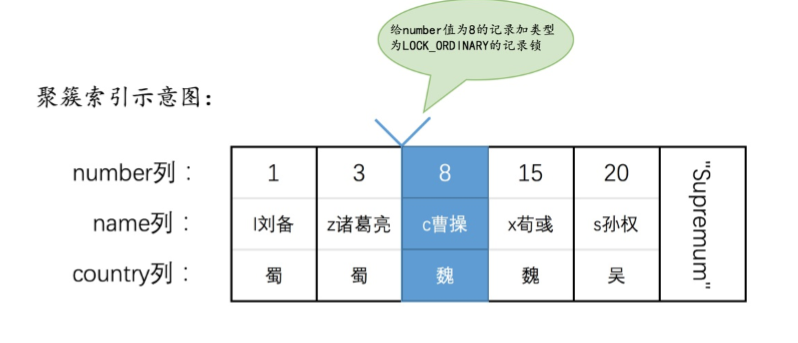 给number值为8的记录加类型
为LOCK_ORDINARY的记录锁
聚簇索引示意图：
number列： 1 3 8 15 20 "Supremum"
name列： l刘备 z诸葛亮 c曹操 x荀彧 s孙权
country列： 蜀 蜀 魏 魏 吴